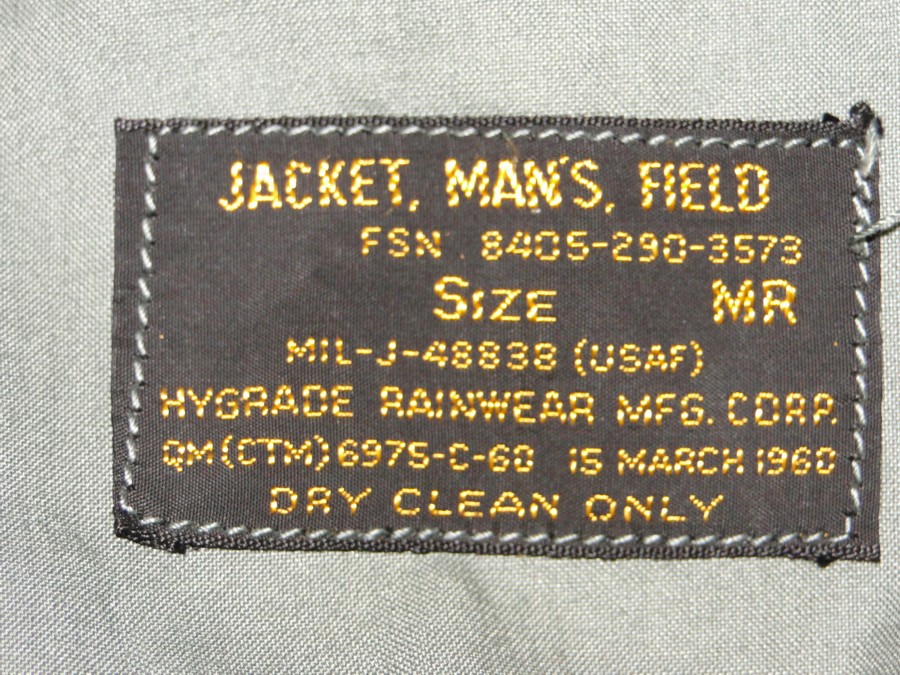 JACKET, MAN'S, FIELD
FSN 8405-290-3573
SIZE MR
MIL-J-48838 (USAF)
HYGRADE RAINWEAR MFG. CORP.
QM (CTM) 6975-C-60 15 MARCH 1960
DRY CLEAN ONLY